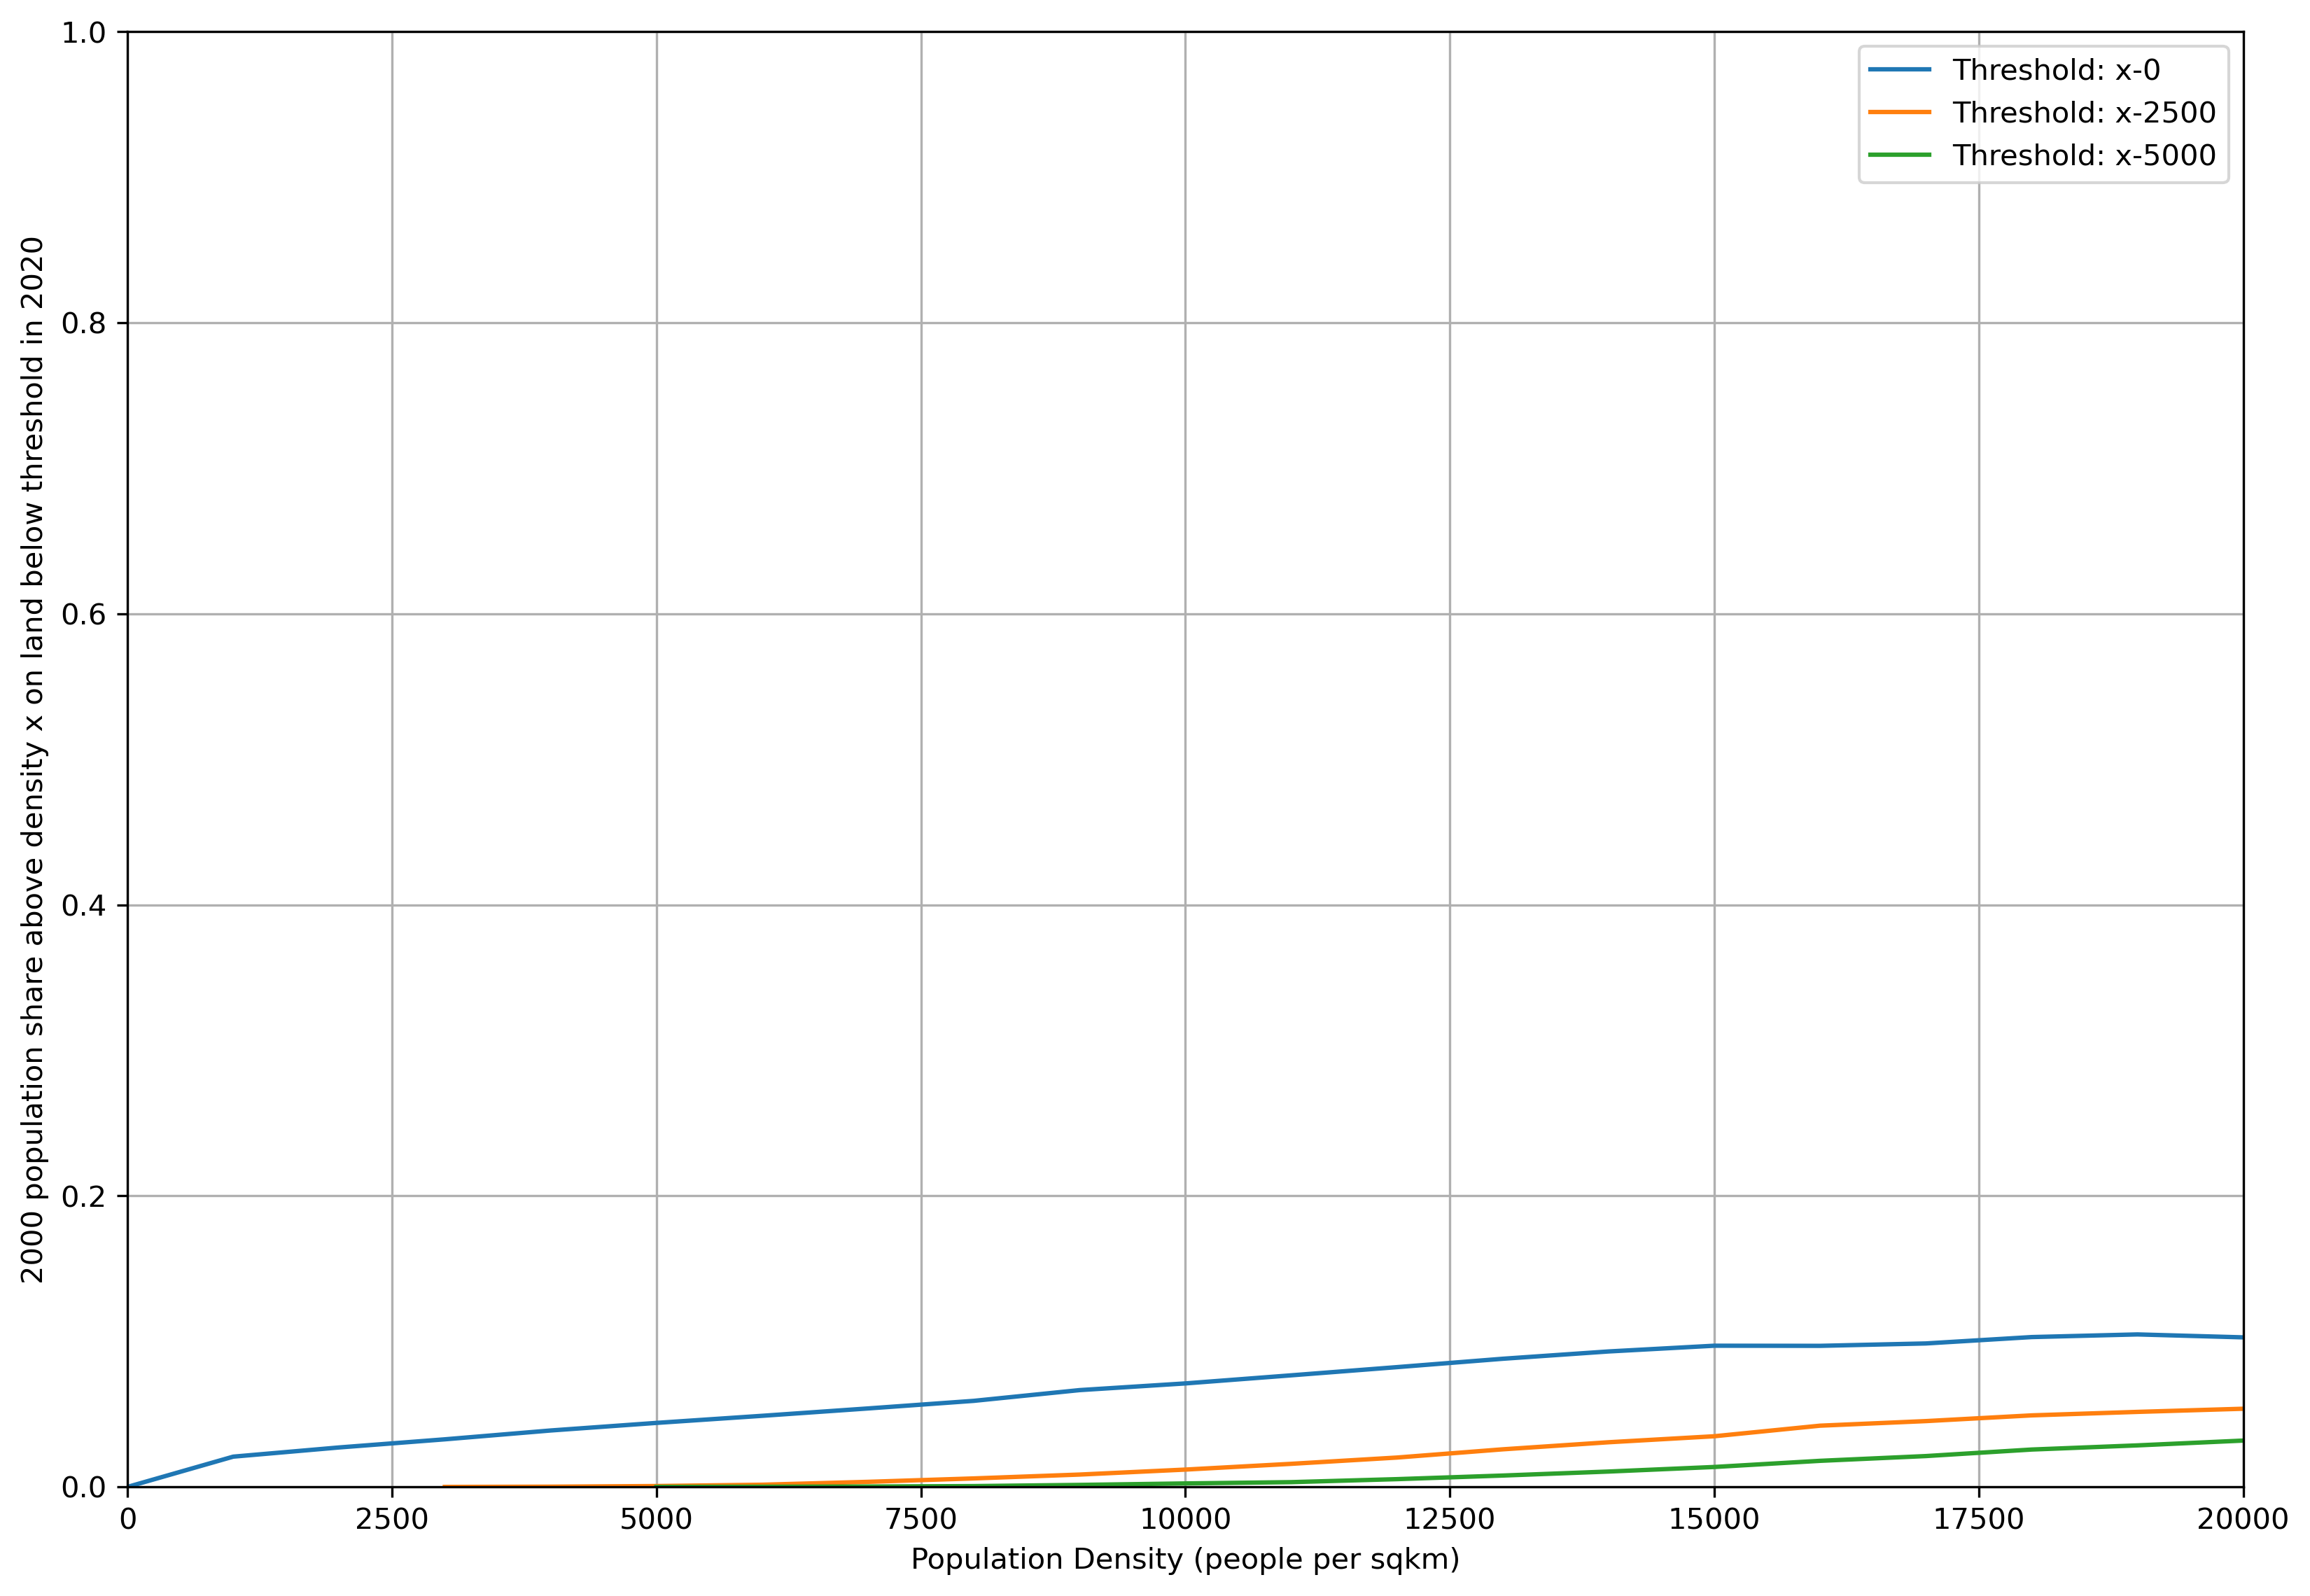 1.0
0.8
0.6
0.4
0.2
0.0
2000 population share above density x on land below threshold in 2020
Threshold: x-0
Threshold: x-2500
Threshold: x-5000
0 2500 5000 7500 10000 12500 15000 17500 20000
Population Density (people per sqkm)